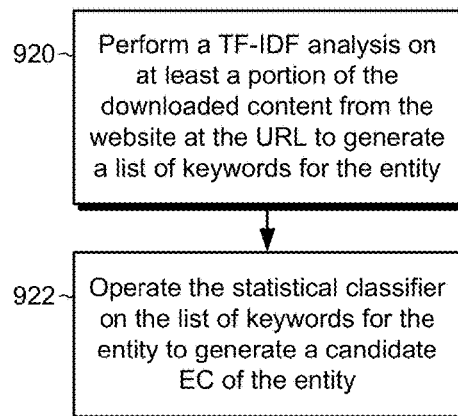 920
Perform a TF-IDF analysis on
at least a portion of the
downloaded content from the
website at the URL to generate
a list of keywords for the entity
922
Operate the statistical classifier
on the list of keywords for the
entity to generate a candidate
EC of the entity